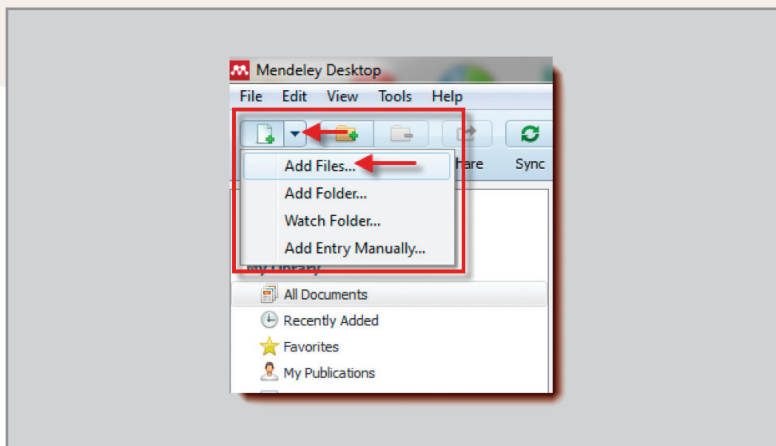 Mendeley Desktop
File Edit View Tools Help
hare Sync
Add Files...
Add Folder...
Watch Folder...
Add Entry Manually...
My Library
All Documents
Recently Added
Favorites
My Publications